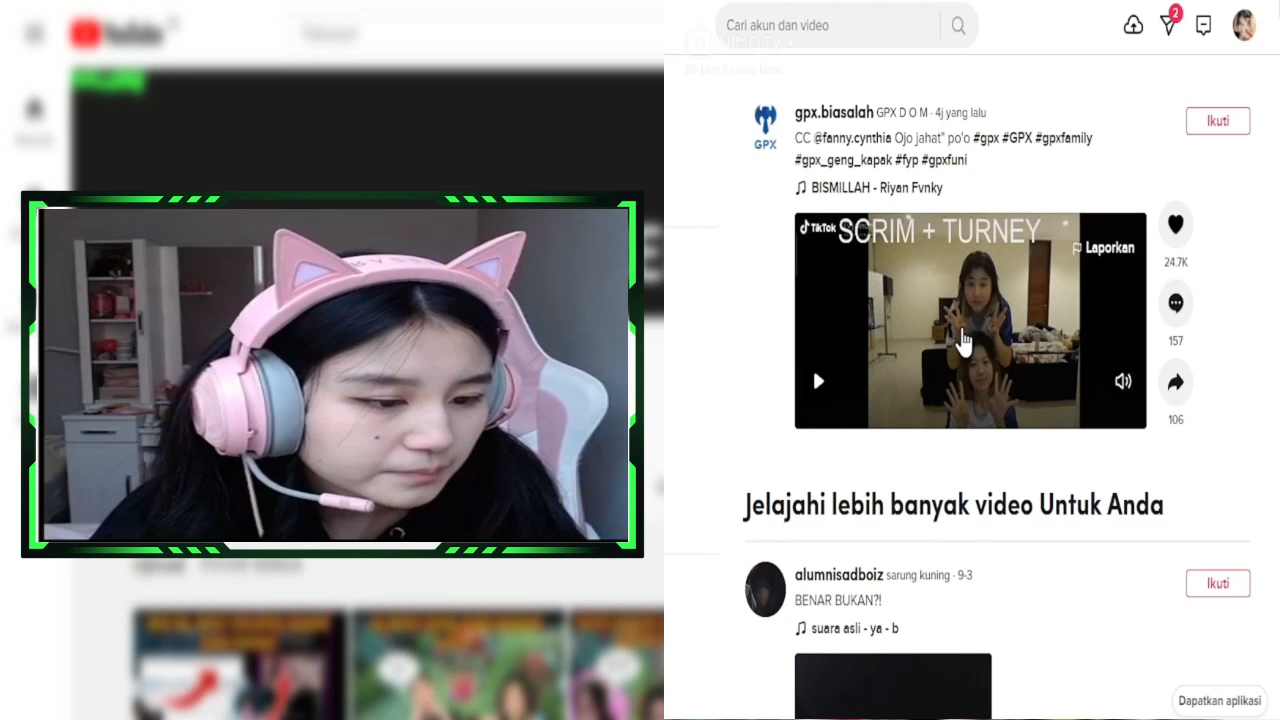 Cari akun dan video
2
NIMO TV
gpx.biasalah GPX D O M · 4j yang lalu
Ikuti
CC @fanny.cynthia Ojo jahat" po'o #gpx #GPX #gpxfamily
#gpx_geng_kapak #fyp #gpxfuni
GPX
BISMILLAH - Riyan Fvnky
TikTok
SCRIM + TURNEY
Laporkan
24.7K
157
106
Jelajahi lebih banyak video Untuk Anda
alumnisadboiz sarung kuning · 9-3
Ikuti
BENAR BUKAN?!
suara asli - ya - b
Dapatkan aplikasi